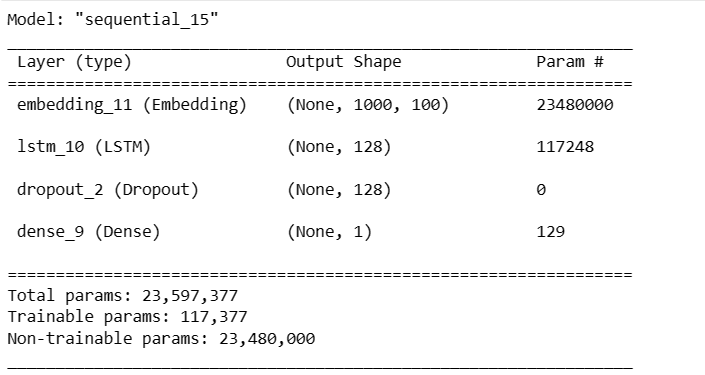 Model: "sequential_15"
Layer (type) Output Shape Param #
embedding_11 (Embedding) (None, 1000, 100) 23480000
lstm_10 (LSTM) (None, 128) 117248
dropout_2 (Dropout) (None, 128) 0
dense_9 (Dense) (None, 1) 129
Total params: 23,597,377
Trainable params: 117,377
Non-trainable params: 23,480,000